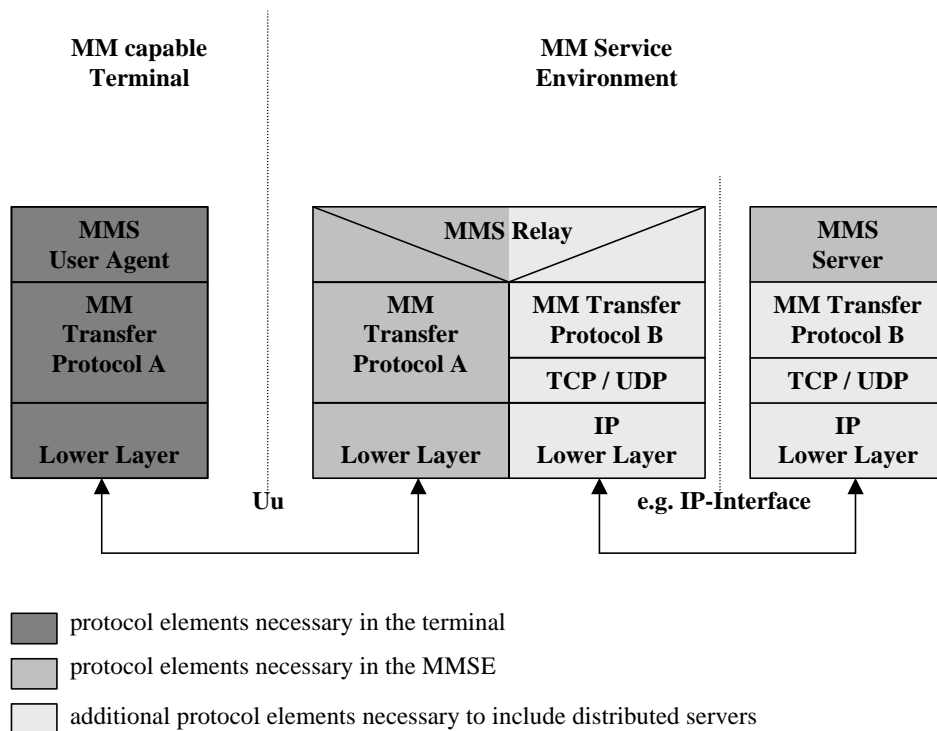 MM capable
Terminal
MM Service
Environment
MMS
User Agent
MM
Transfer
Protocol A
Lower Layer
MMS Relay
MM
Transfer
Protocol A
Lower Layer
MM Transfer
Protocol B
TCP / UDP
IP
Lower Layer
MMS
Server
MM Transfer
Protocol B
TCP / UDP
IP
Lower Layer
Uu
e.g. IP-Interface
protocol elements necessary in the terminal
protocol elements necessary in the MMSE
additional protocol elements necessary to include distributed servers